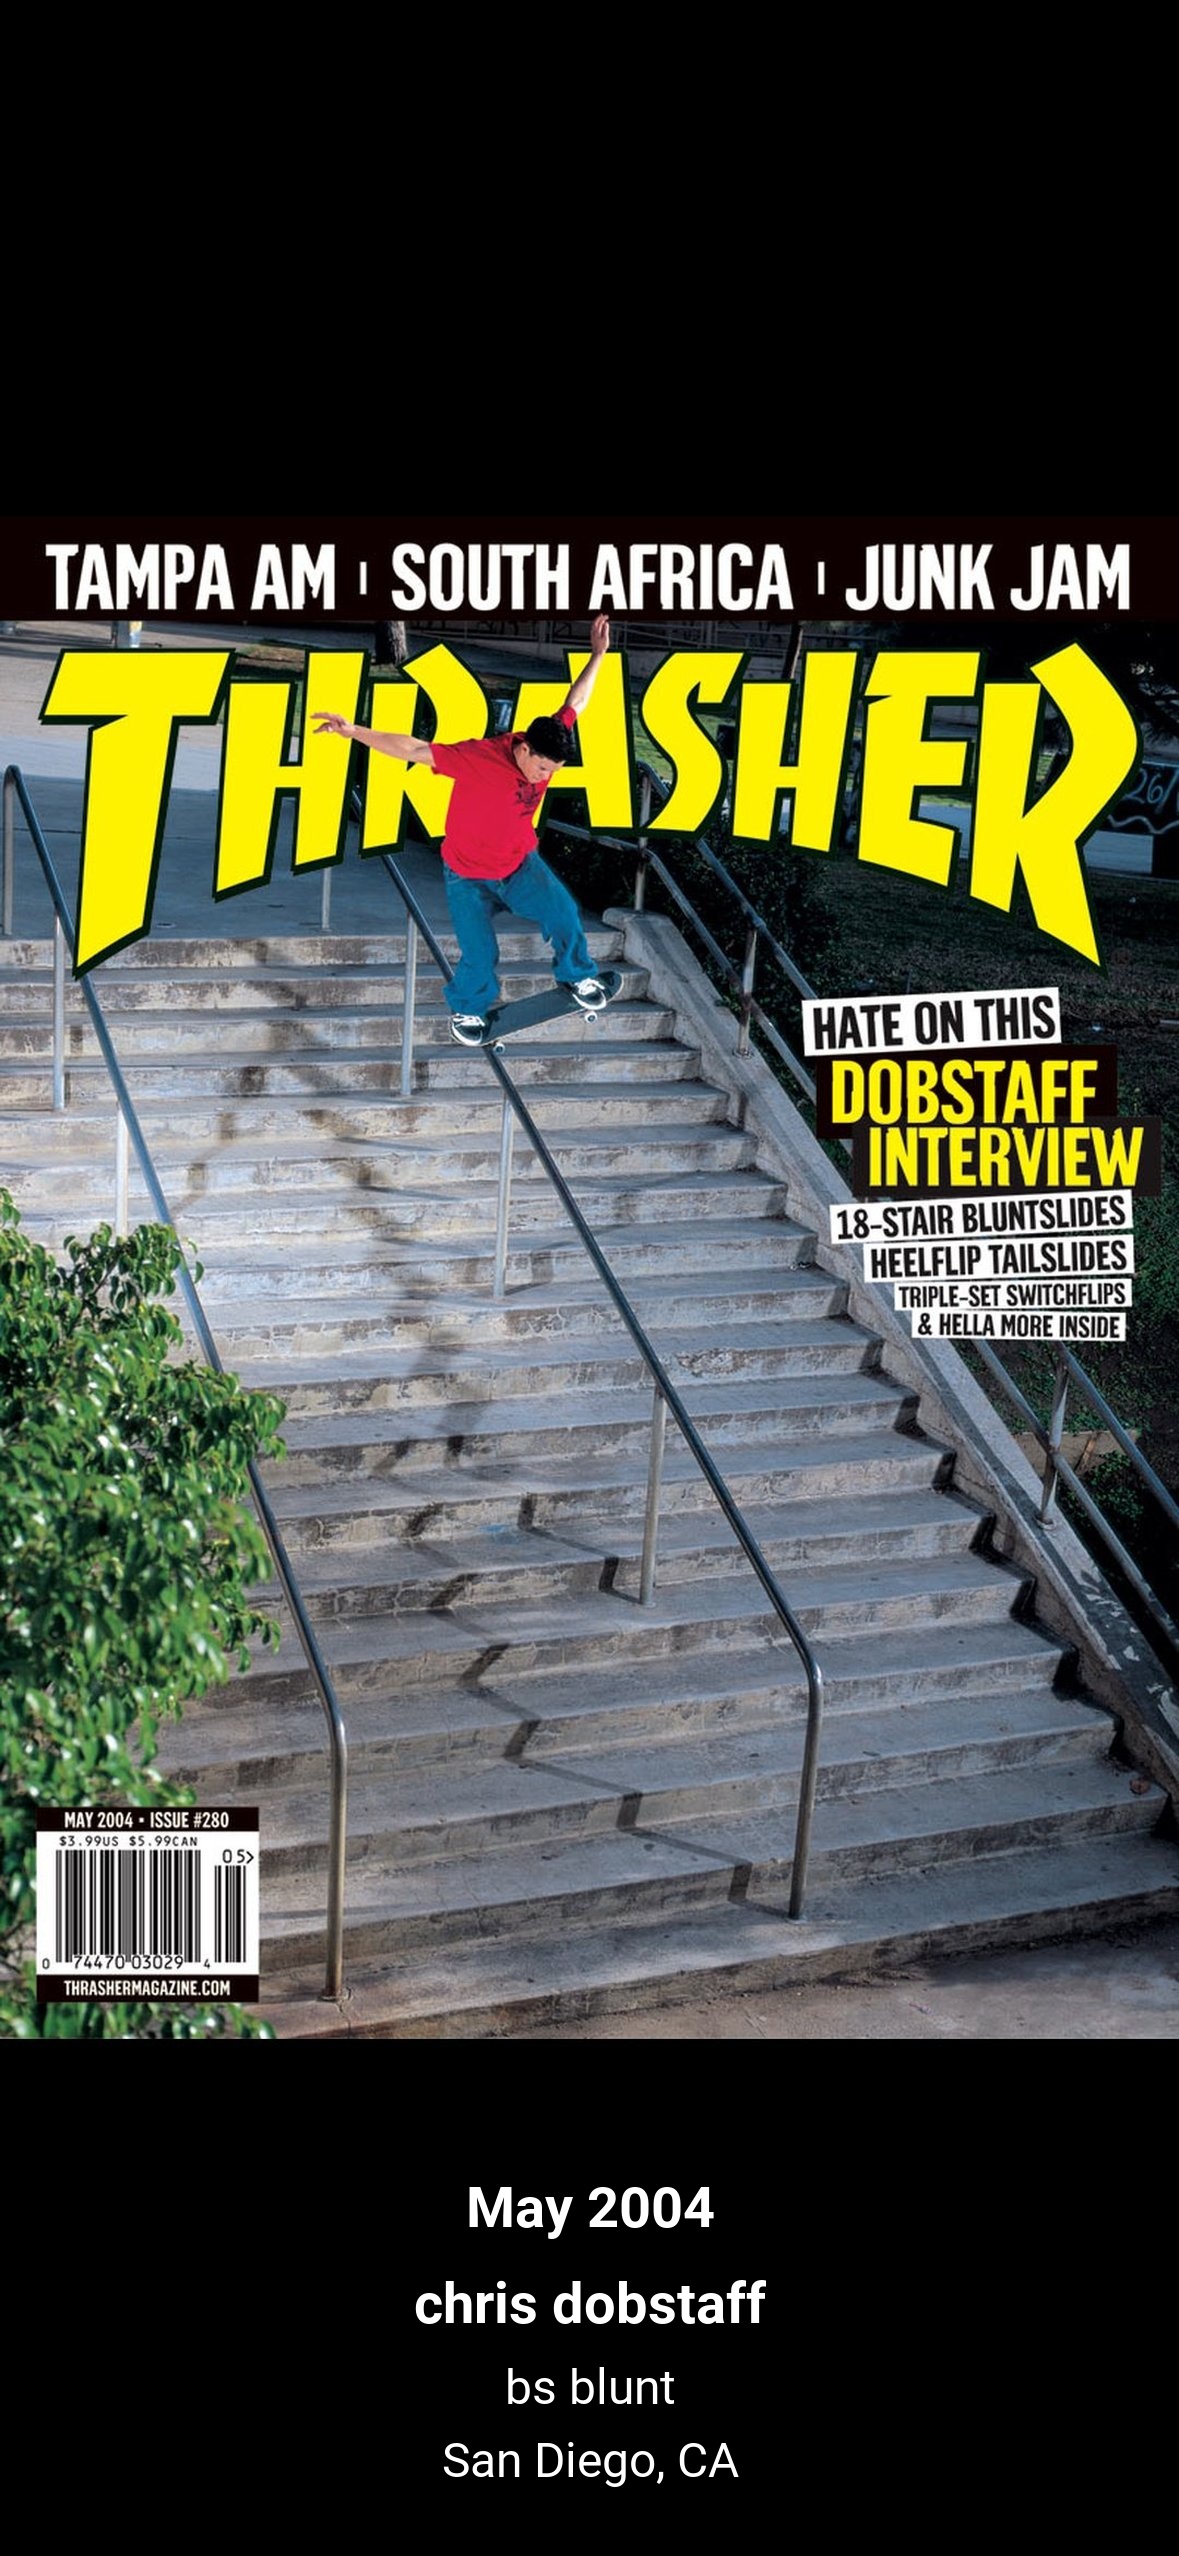 TAMPA AM | SOUTH AFRICA | JUNK JAM
THRASHER
HATE ON THIS
DOBSTAFF
INTERVIEW
18-STAIR BLUNTSLIDES
HEELFLIP TAILSLIDES
TRIPLE-SET SWITCHFLIPS
& HELLA MORE INSIDE
MAY 2004 • ISSUE #280
$3.99US $5.99CAN
05>
0 74470 03029 4
THRASHERMAGAZINE.COM
May 2004
chris dobstaff
bs blunt
San Diego, CA